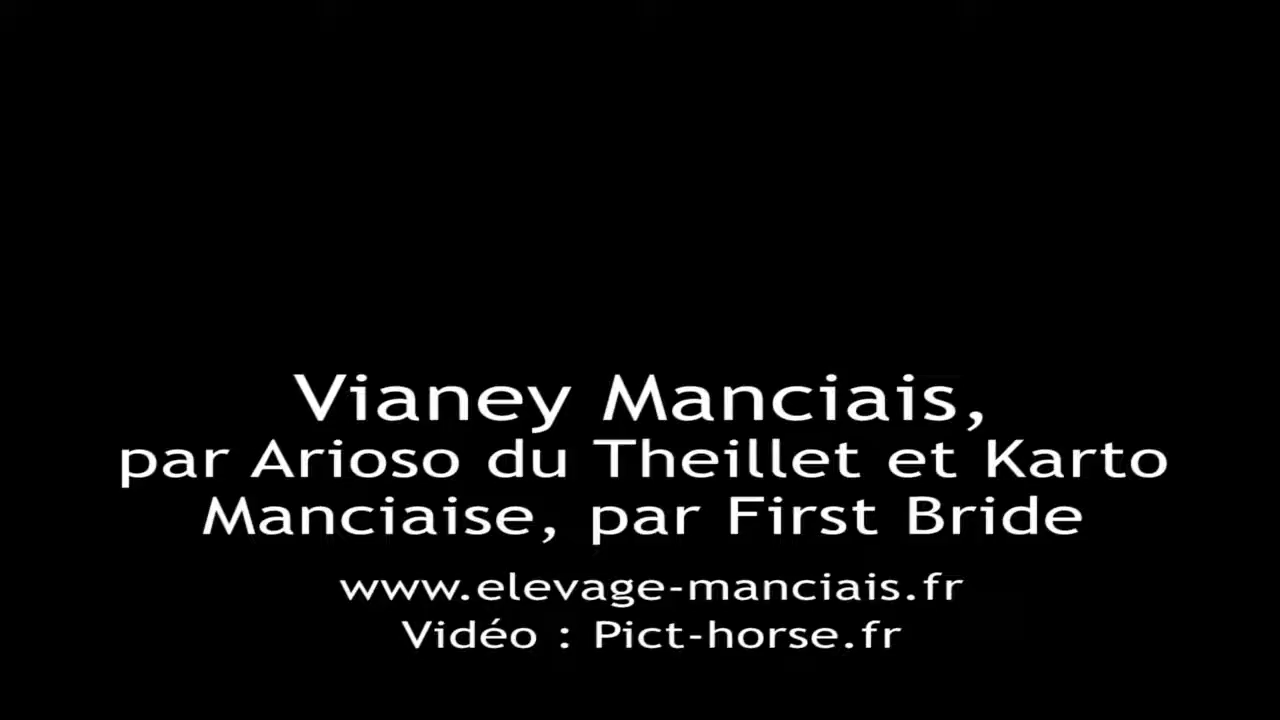 Vianey Manciais,
par Arioso du Theillet et Karto
Manciaise, par First Bride
www.elevage-manciais.fr
Vidéo : Pict-horse.fr